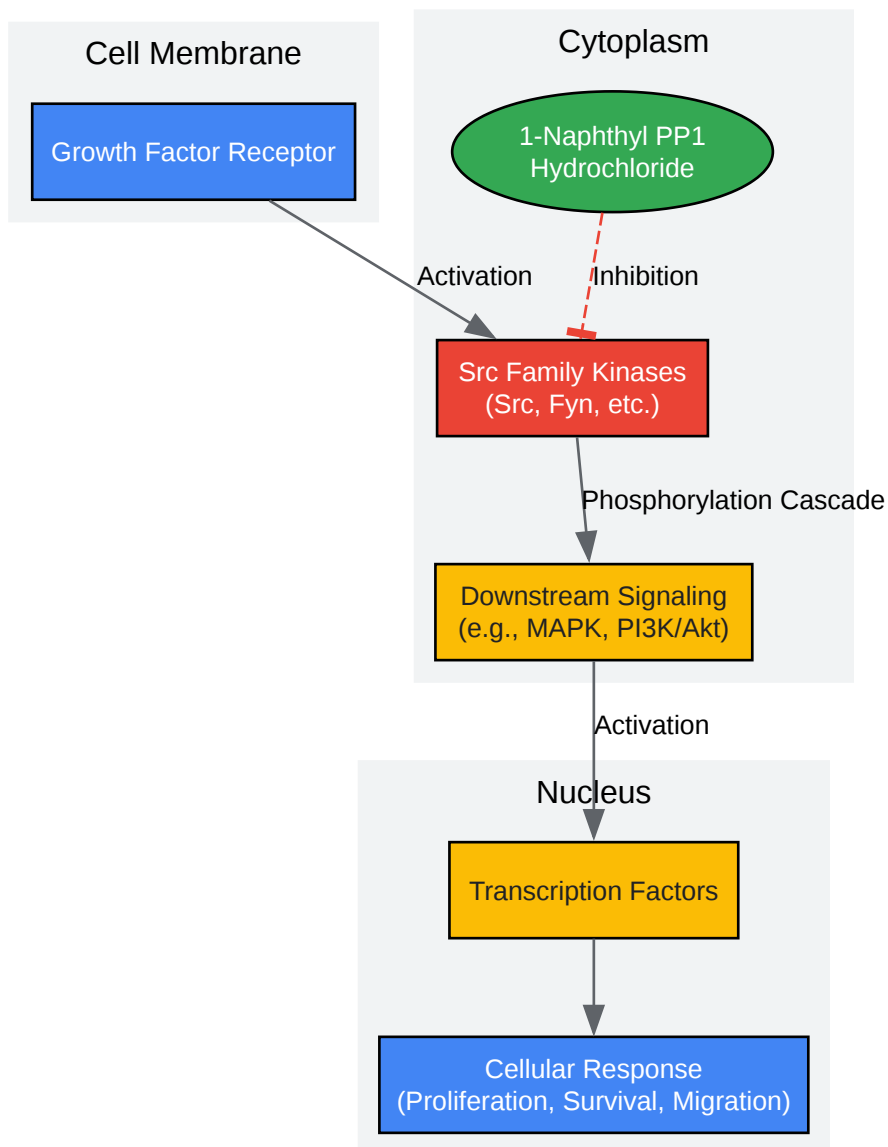 Cell Membrane
Growth Factor Receptor
Cytoplasm
1-Naphthyl PP1
Hydrochloride
Activation
Inhibition
Src Family Kinases
(Src, Fyn, etc.)
Phosphorylation Cascade
Downstream Signaling
(e.g., MAPK, PI3K/Akt)
Activation
Nucleus
Transcription Factors
Cellular Response
(Proliferation, Survival, Migration)